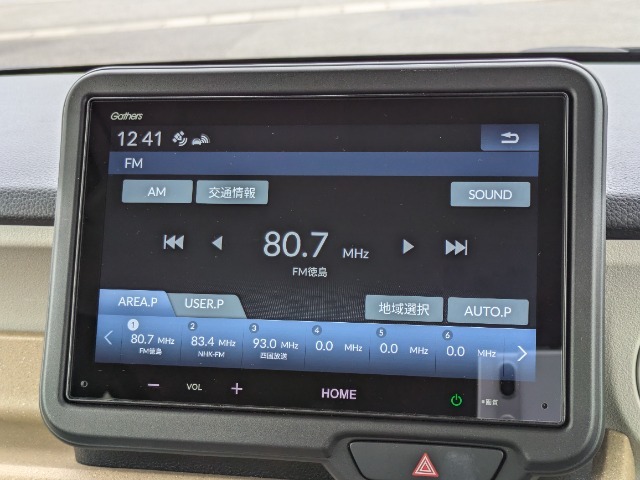 Gathers
12 41
FM
AM 交通情報 SOUND
80.7 MHz
FM徳島
AREA.P USER.P 地域選択 AUTO.P
1 2 3 4 5 6
80.7 MHz 83.4 MHz 93.0 MHz 0.0 MHz 0.0 MHz 0.0 MHz
FM徳島 NHK-FM 四国放送
− VOL + HOME
画質